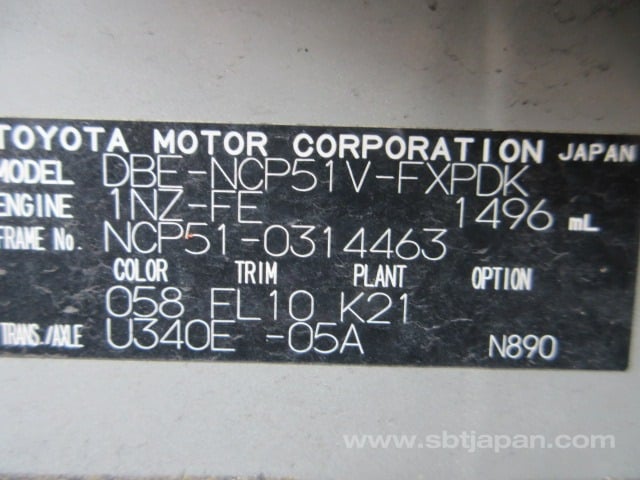 TOYOTA MOTOR CORPORATION JAPAN
MODEL DBE-NCP51V-FXPDK
ENGINE 1NZ-FE 1496 mL
FRAME No. NCP51-0314463
COLOR TRIM PLANT OPTION
058 FL10 K21
TRANS./AXLE U340E -05A N890
www.sbtjapan.com